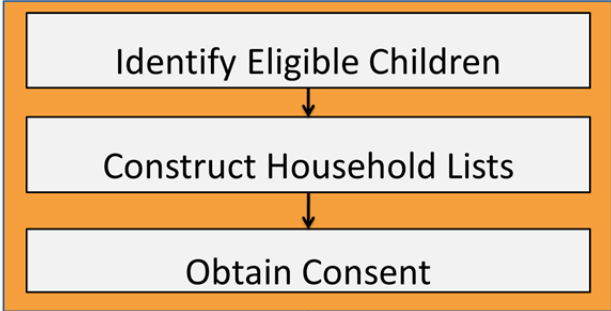 Identify Eligible Children
Construct Household Lists
Obtain Consent